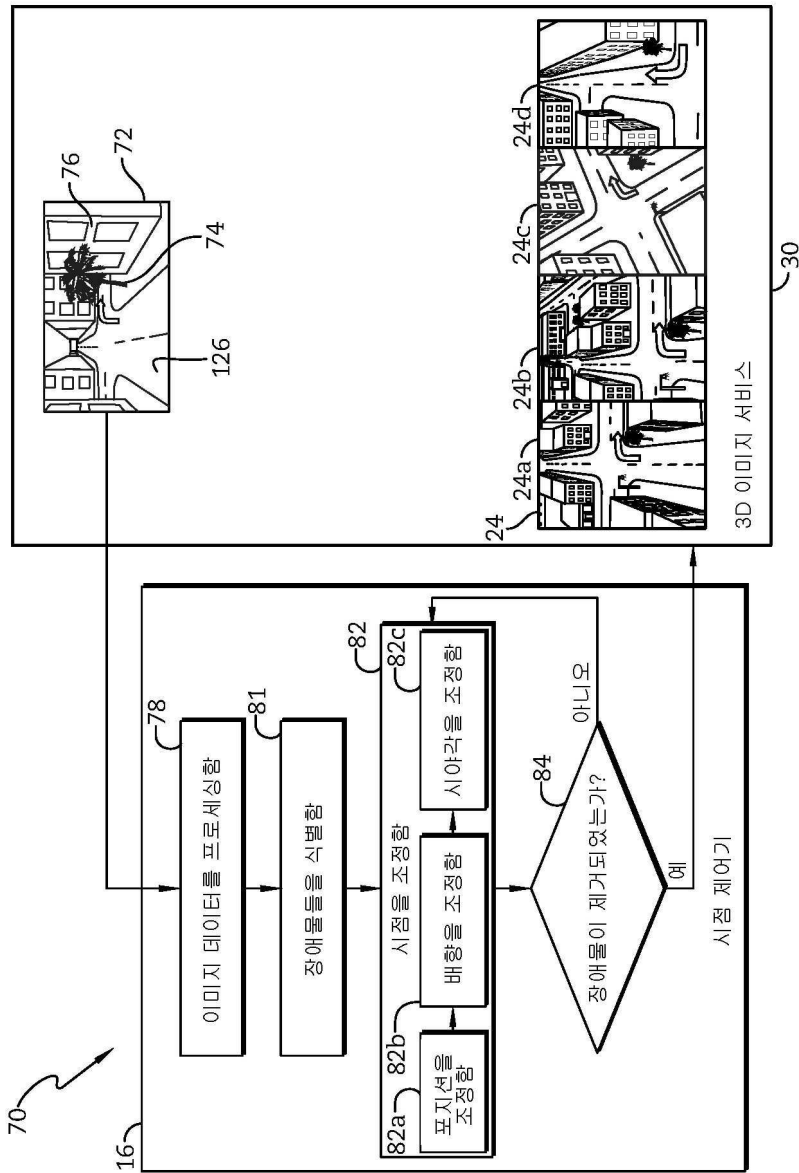 70
16
78
이미지 데이터를 프로세싱함
81
장애물들을 식별함
82
시점을 조정함
82a
포지션을
조정함
82b
배향을 조정함
82c
시야각을 조정함
84
장애물이 제거되었는가?
아니오
예
시점 제어기
72
76
74
126
24
24a
24b
24c
24d
3D 이미지 서비스
30